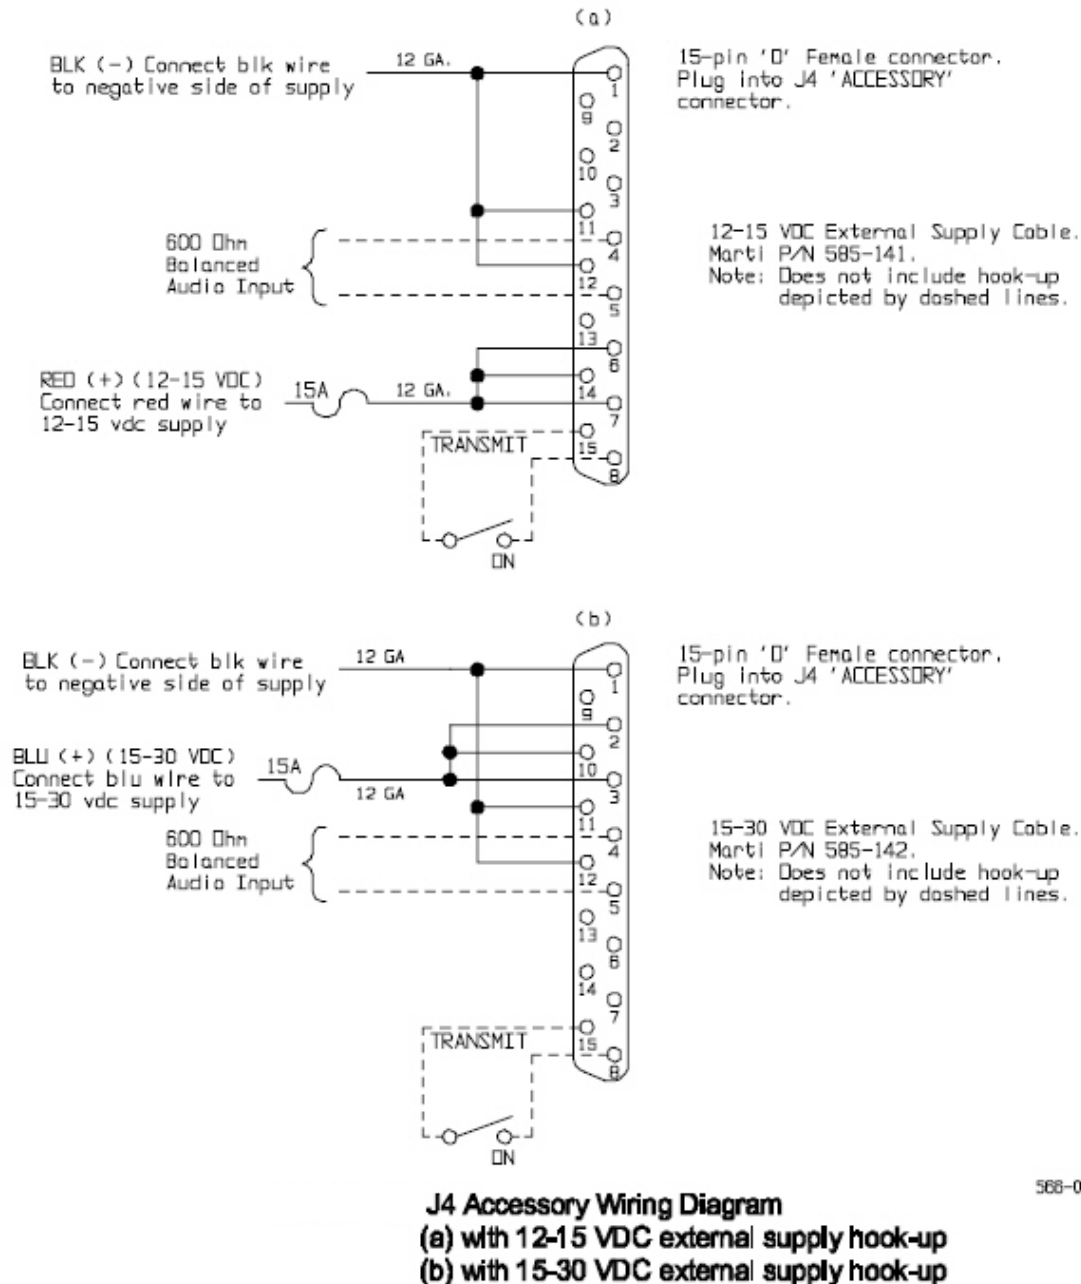 (a)
BLK (-) Connect blk wire
to negative side of supply
12 GA.
15-pin 'D' Female connector.
Plug into J4 'ACCESSORY'
connector.
1
9
2
10
3
11
4
12
5
13
6
14
7
15
8
600 Ohm
Balanced
Audio Input
12-15 VDC External Supply Cable.
Marti P/N 585-141.
Note: Does not include hook-up
depicted by dashed lines.
RED (+) (12-15 VDC)
Connect red wire to
12-15 vdc supply
15A
12 GA.
TRANSMIT
ON
(b)
BLK (-) Connect blk wire
to negative side of supply
12 GA
15-pin 'D' Female connector.
Plug into J4 'ACCESSORY'
connector.
1
9
2
10
3
11
4
12
5
13
6
14
7
15
8
BLU (+) (15-30 VDC)
Connect blu wire to
15-30 vdc supply
15A
12 GA
600 Ohm
Balanced
Audio Input
15-30 VDC External Supply Cable.
Marti P/N 585-142.
Note: Does not include hook-up
depicted by dashed lines.
TRANSMIT
ON
566-0
J4 Accessory Wiring Diagram
(a) with 12-15 VDC external supply hook-up
(b) with 15-30 VDC external supply hook-up